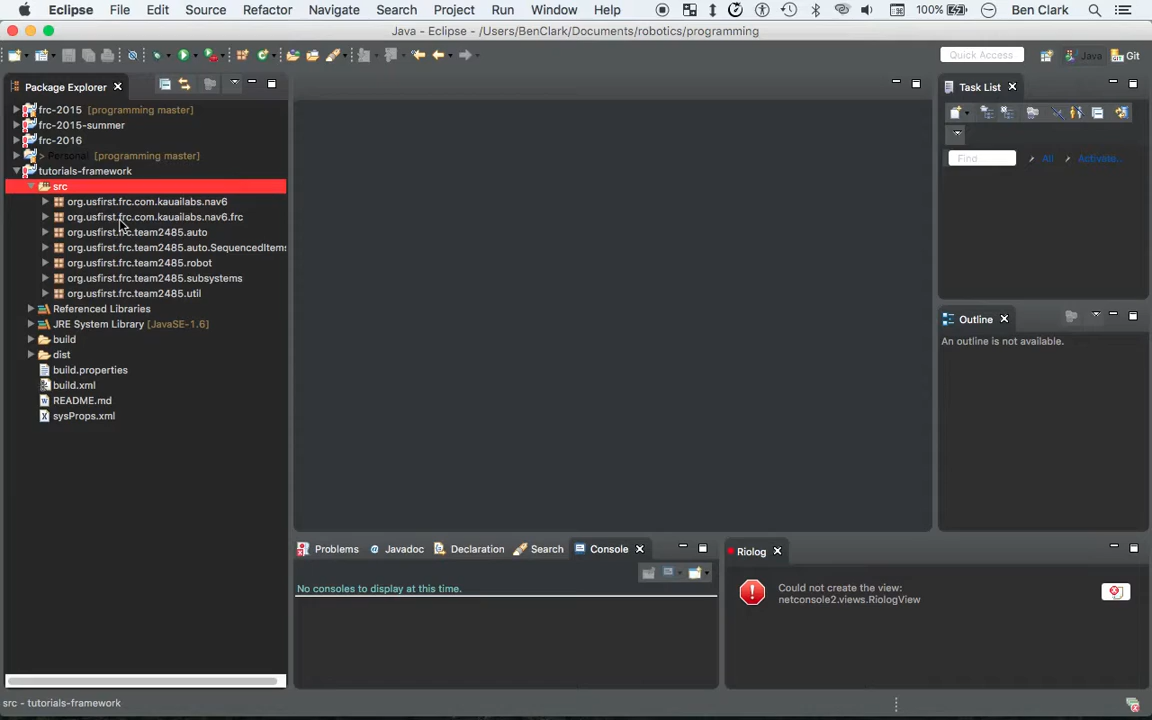 Eclipse File Edit Source Refactor Navigate Search Project Run Window Help 100% Ben Clark
Java - Eclipse - /Users/BenClark/Documents/robotics/programming
Quick Access Java Git
Package Explorer
Task List
frc-2015 [programming master]
frc-2015-summer
frc-2016
> Personal [programming master]
Find All Activate...
tutorials-framework
src
org.usfirst.frc.com.kauailabs.nav6
org.usfirst.frc.com.kauailabs.nav6.frc
org.usfirst.frc.team2485.auto
org.usfirst.frc.team2485.auto.SequencedItems
org.usfirst.frc.team2485.robot
org.usfirst.frc.team2485.subsystems
org.usfirst.frc.team2485.util
Referenced Libraries
JRE System Library [JavaSE-1.6]
build
dist
build.properties
build.xml
README.md
sysProps.xml
Outline
An outline is not available.
Problems Javadoc Declaration Search Console
No consoles to display at this time.
Riolog
Could not create the view:
netconsole2.views.RiologView
src - tutorials-framework